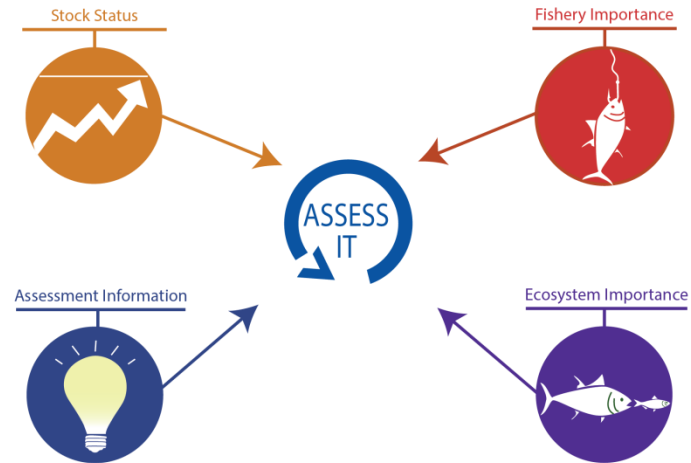 Stock Status
Fishery Importance
ASSESS
IT
Assessment Information
Ecosystem Importance